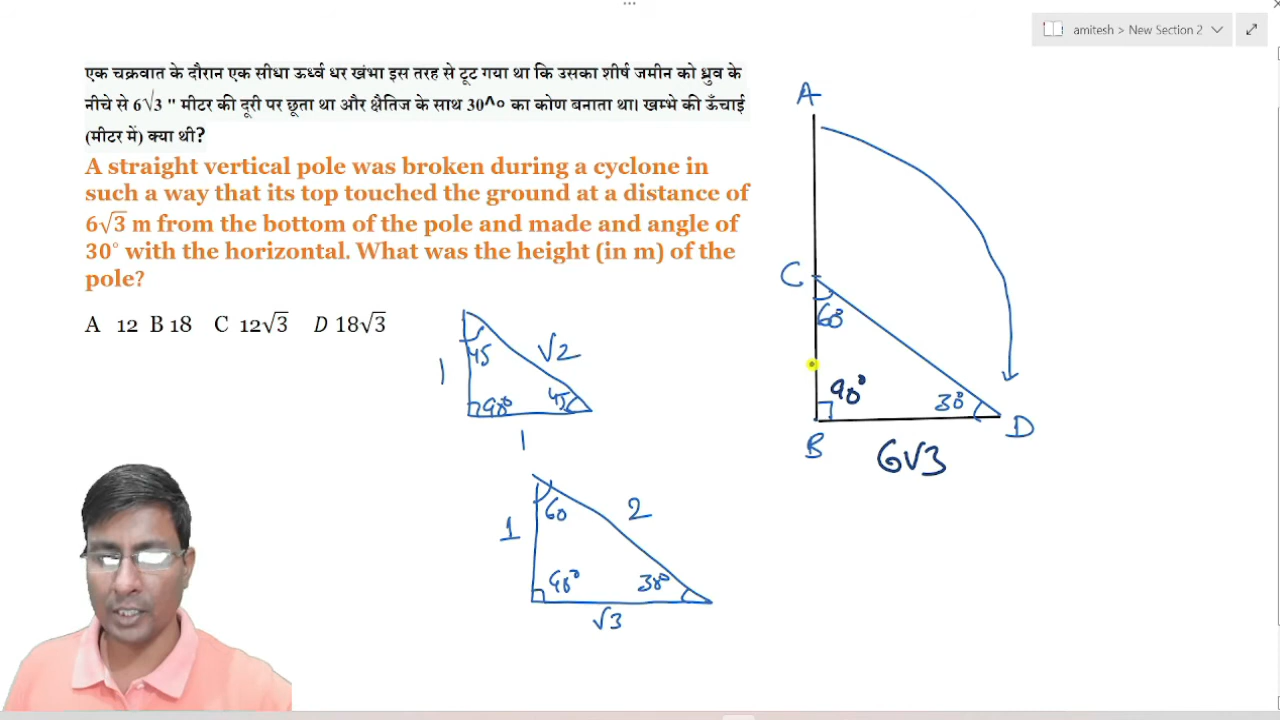 amitesh > New Section 2
एक चक्रवात के दौरान एक सीधा ऊर्ध्व धर खंभा इस तरह से टूट गया था कि उसका शीर्ष जमीन को ध्रुव के
नीचे से 6√3 " मीटर की दूरी पर छूता था और क्षैतिज के साथ 30^० का कोण बनाता था। खम्भे की ऊँचाई
(मीटर में) क्या थी?
A straight vertical pole was broken during a cyclone in
such a way that its top touched the ground at a distance of
6√3 m from the bottom of the pole and made and angle of
30° with the horizontal. What was the height (in m) of the
pole?
A 12 B 18 C 12√3 D 18√3
A
C
60°
90°
30°
B
D
6√3
45
√2
1
90°
45
1
60
2
1
90°
30°
√3